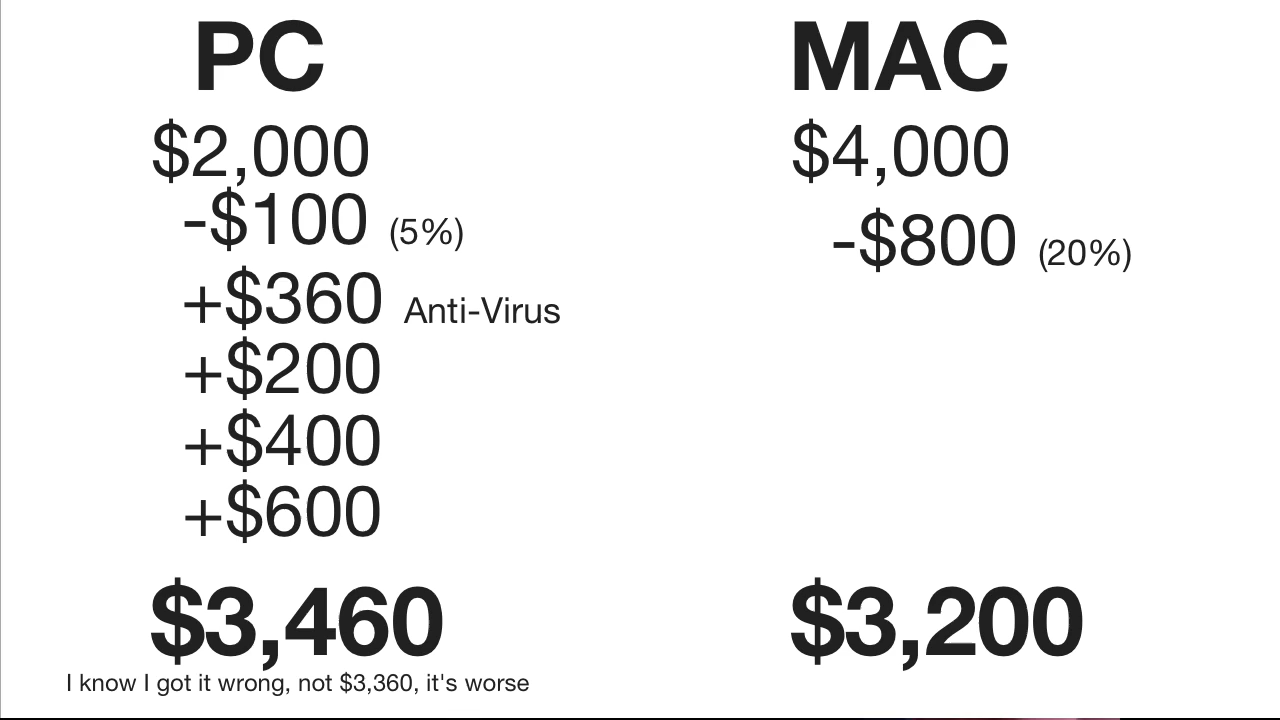 PC
$2,000
-$100 (5%)
+$360 Anti-Virus
+$200
+$400
+$600
$3,460
I know I got it wrong, not $3,360, it's worse
MAC
$4,000
-$800 (20%)
$3,200